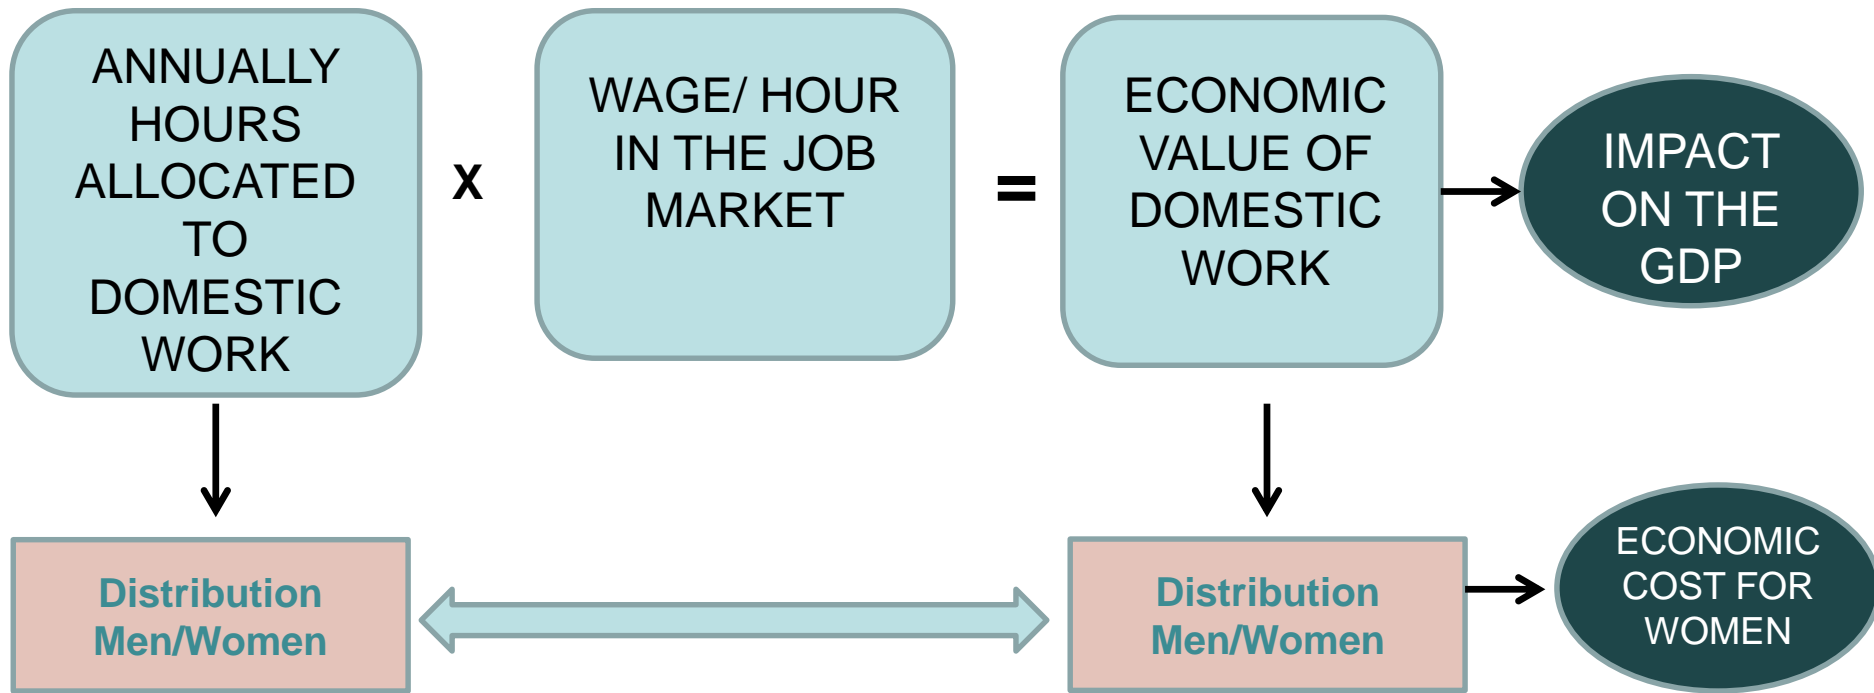 ANNUALLY
HOURS
ALLOCATED
TO
DOMESTIC
WORK
x
WAGE/ HOUR
IN THE JOB
MARKET
=
ECONOMIC
VALUE OF
DOMESTIC
WORK
IMPACT
ON THE
GDP
Distribution
Men/Women
Distribution
Men/Women
ECONOMIC
COST FOR
WOMEN